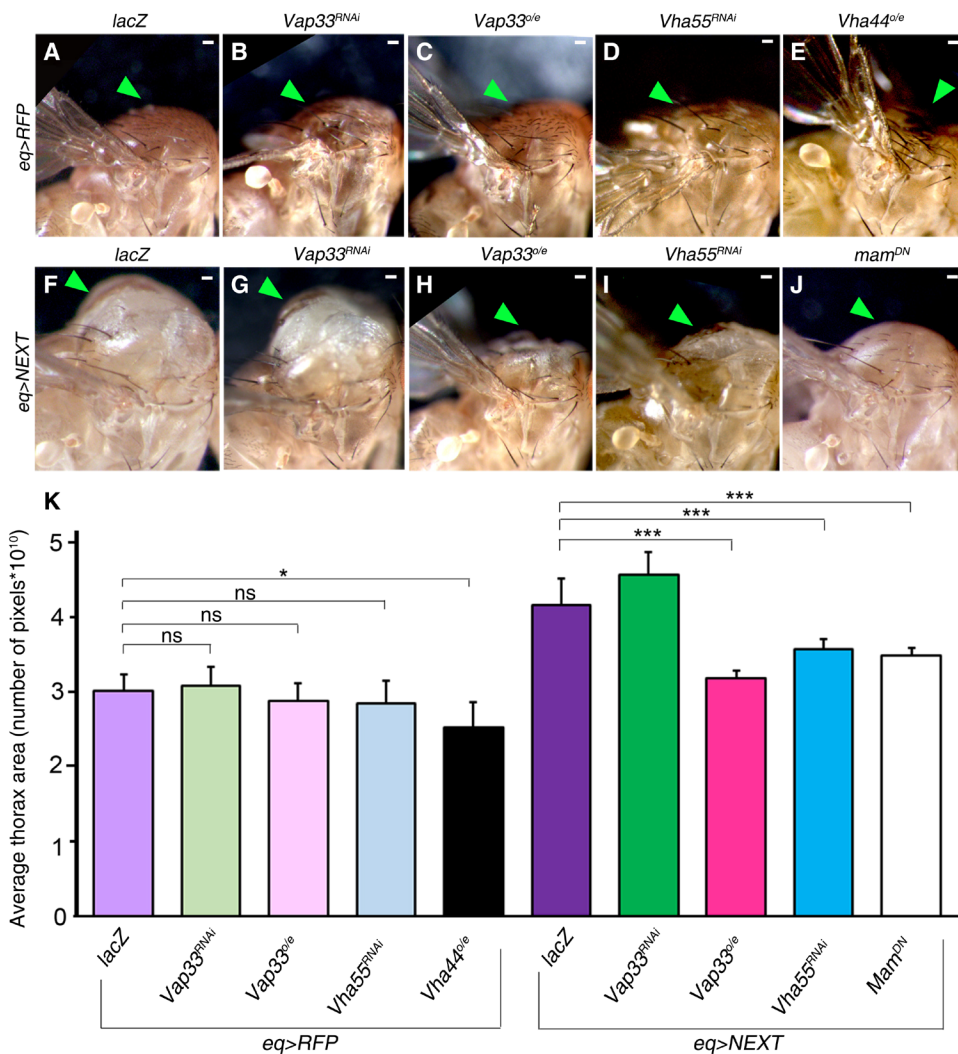 lacZ Vap33RNAi Vap33o/e Vha55RNAi Vha44o/e
A B C D E
eq>RFP
lacZ Vap33RNAi Vap33o/e Vha55RNAi mamDN
F G H I J
eq>NEXT
K
Average thorax area (number of pixels*10¹⁰)
5
4
3
2
1
0
ns
ns
ns
*
***
***
***
lacZ Vap33RNAi Vap33o/e Vha55RNAi Vha44o/e lacZ Vap33RNAi Vap33o/e Vha55RNAi MamDN
eq>RFP eq>NEXT